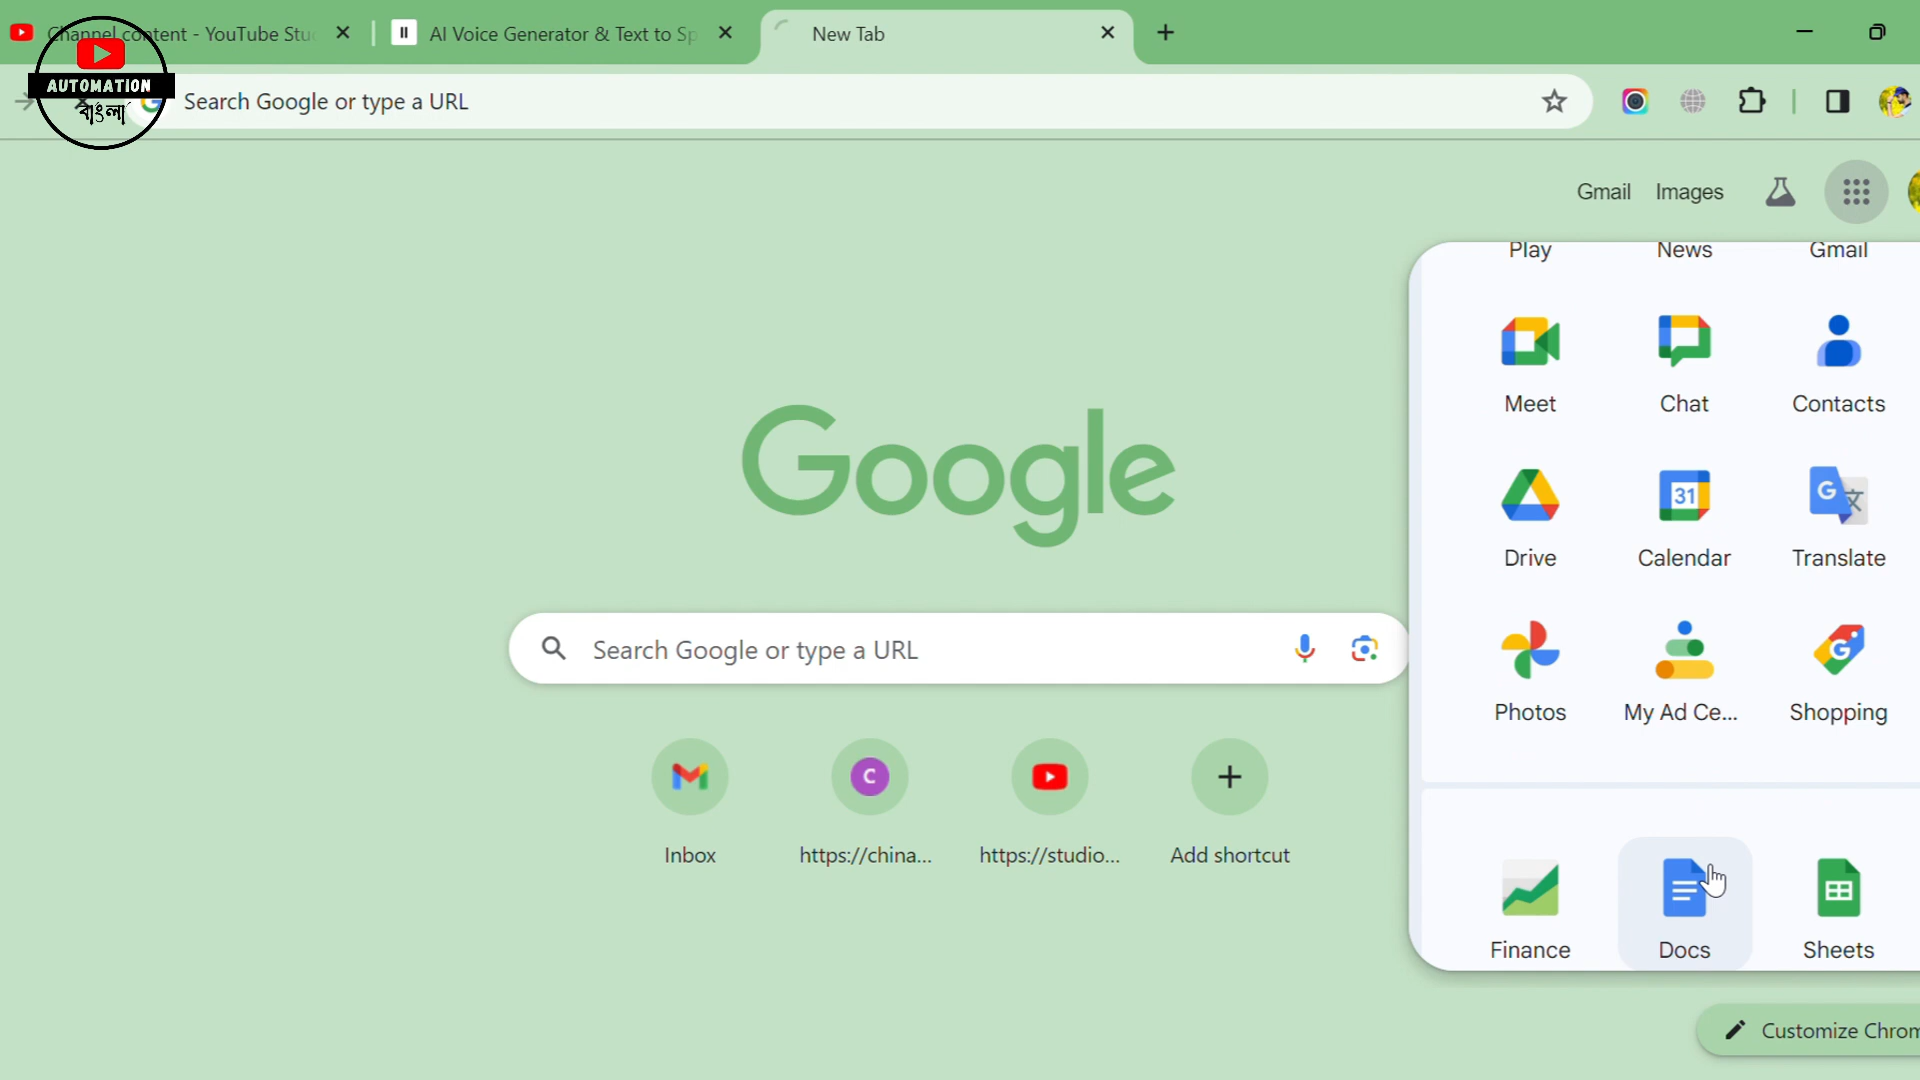 Channel content - YouTube Stu
AI Voice Generator & Text to Sp
New Tab
AUTOMATION
বাংলা
Search Google or type a URL
Gmail
Images
Play
News
Gmail
Meet
Chat
Contacts
31
G
Drive
Calendar
Translate
G
Photos
My Ad Ce...
Shopping
Google
Search Google or type a URL
C
Inbox
https://china...
https://studio...
Add shortcut
Finance
Docs
Sheets
Customize Chrom